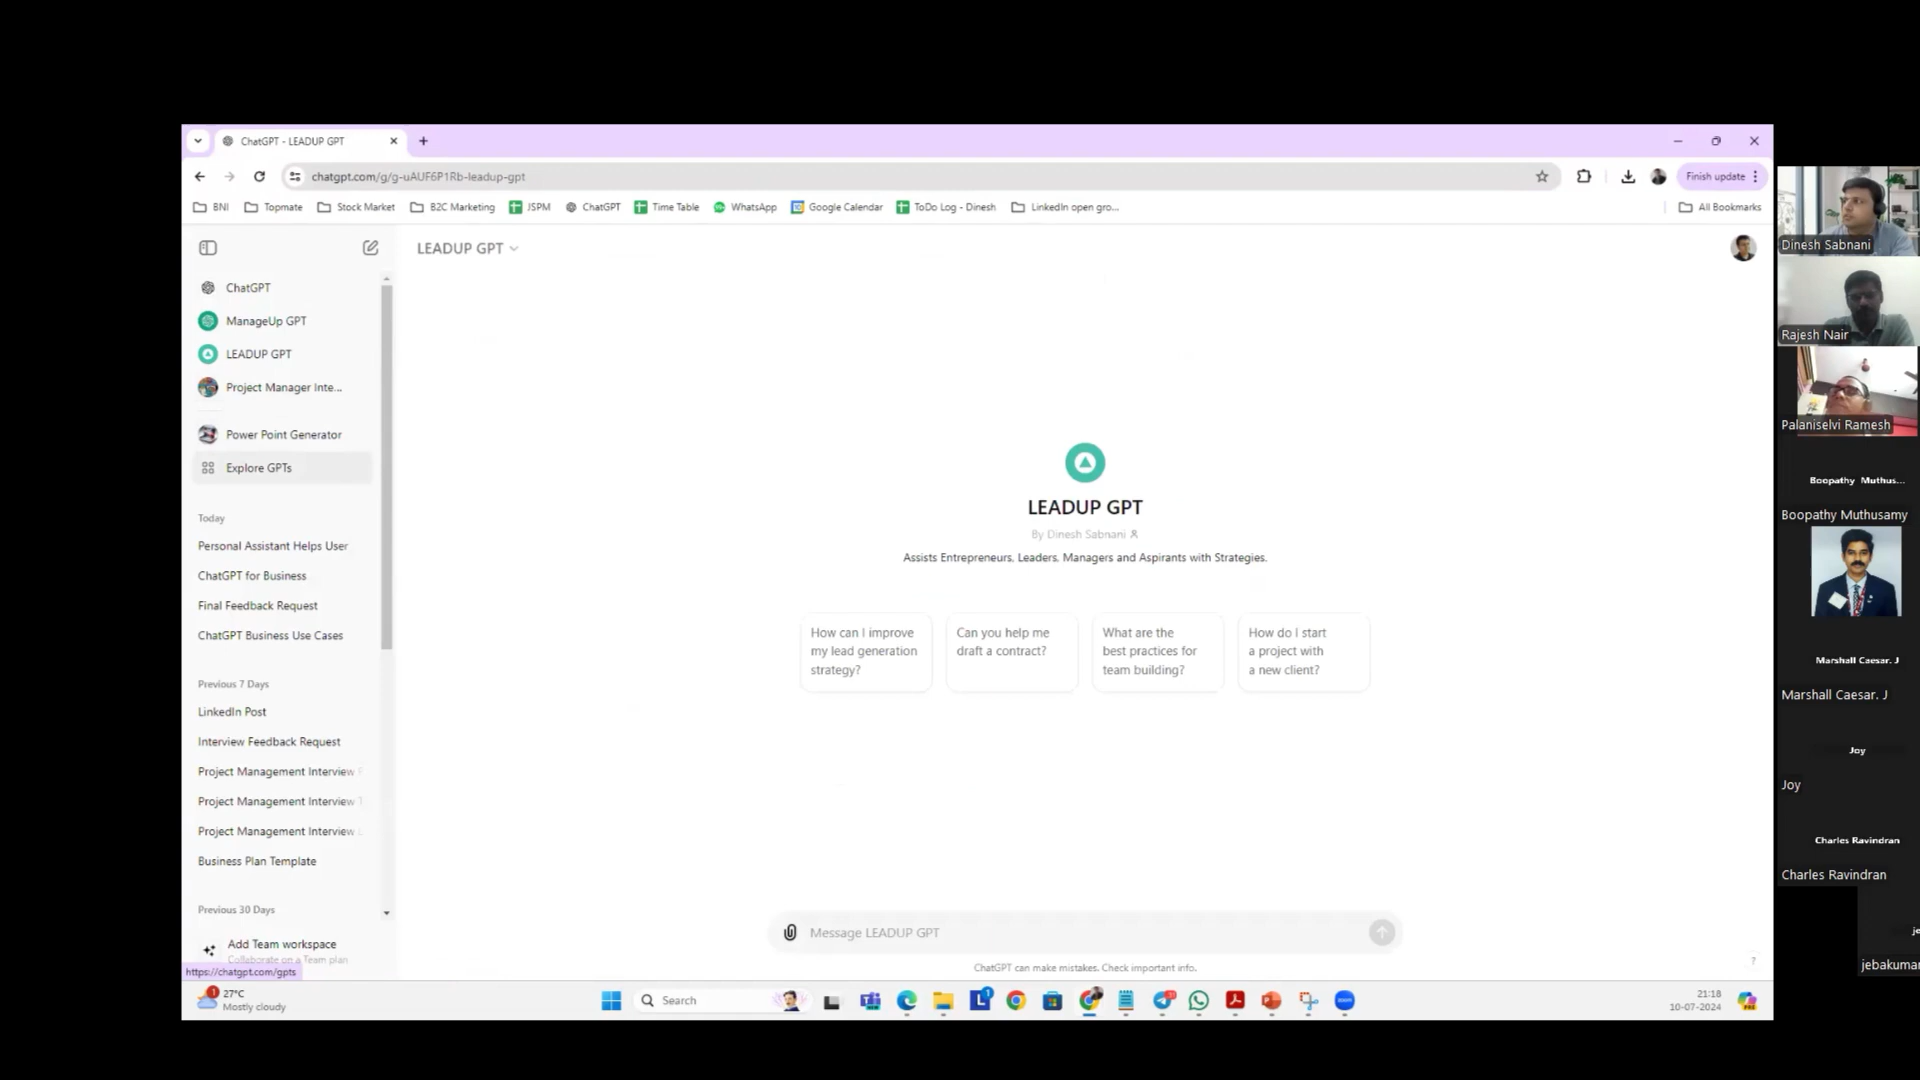 ChatGPT - LEADUP GPT
chatgpt.com/g/g-uAUF6P1Rb-leadup-gpt
Finish update
BNI
Topmate
Stock Market
B2C Marketing
JSPM
ChatGPT
Time Table
WhatsApp
Google Calendar
ToDo Log - Dinesh
LinkedIn open gro...
All Bookmarks
ChatGPT
ManageUp GPT
LEADUP GPT
Project Manager Inte...
Power Point Generator
Explore GPTs
Today
Personal Assistant Helps User
ChatGPT for Business
Final Feedback Request
ChatGPT Business Use Cases
Previous 7 Days
LinkedIn Post
Interview Feedback Request
Project Management Interview
Project Management Interview
Project Management Interview
Business Plan Template
Previous 30 Days
Add Team workspace
Collaborate on a Team plan
https://chatgpt.com/gpts
LEADUP GPT
LEADUP GPT
By Dinesh Sabnani
Assists Entrepreneurs, Leaders, Managers and Aspirants with Strategies.
How can I improve
my lead generation
strategy?
Can you help me
draft a contract?
What are the
best practices for
team building?
How do I start
a project with
a new client?
Message LEADUP GPT
ChatGPT can make mistakes. Check important info.
?
1
27°C
Mostly cloudy
Search
21:18
10-07-2024
Dinesh Sabnani
Rajesh Nair
Palaniselvi Ramesh
Boopathy Muthus...
Boopathy Muthusamy
Marshall Caesar. J
Marshall Caesar. J
Joy
Joy
Charles Ravindran
Charles Ravindran
je
jebakumar